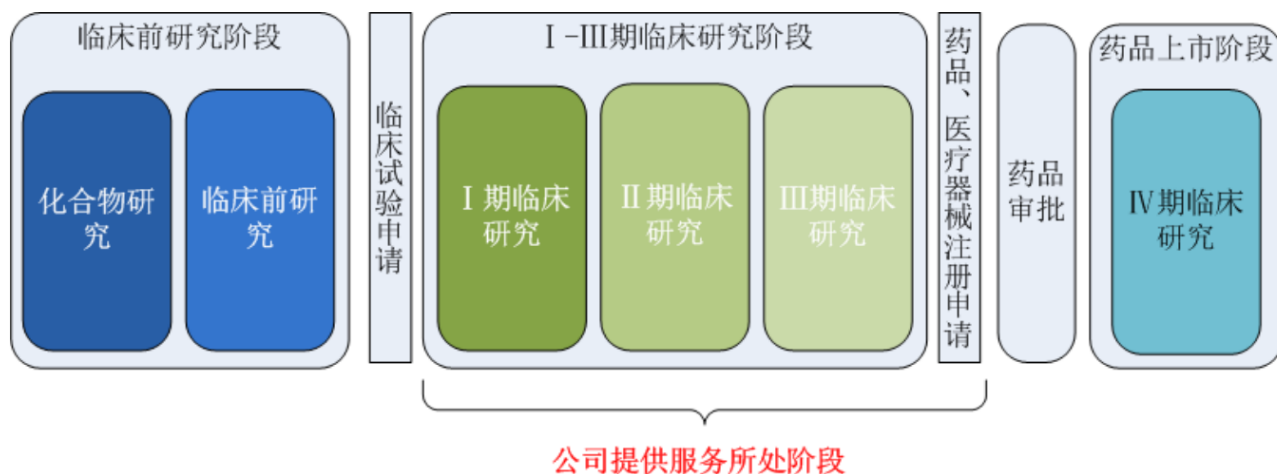 临床前研究阶段
化合物研
究
临床前研
究
临床试验申请
Ⅰ-Ⅲ期临床研究阶段
Ⅰ期临床
研究
Ⅱ期临床
研究
Ⅲ期临床
研究
药品、医疗器械注册申请
药品
审批
药品上市阶段
Ⅳ期临床
研究
公司提供服务所处阶段